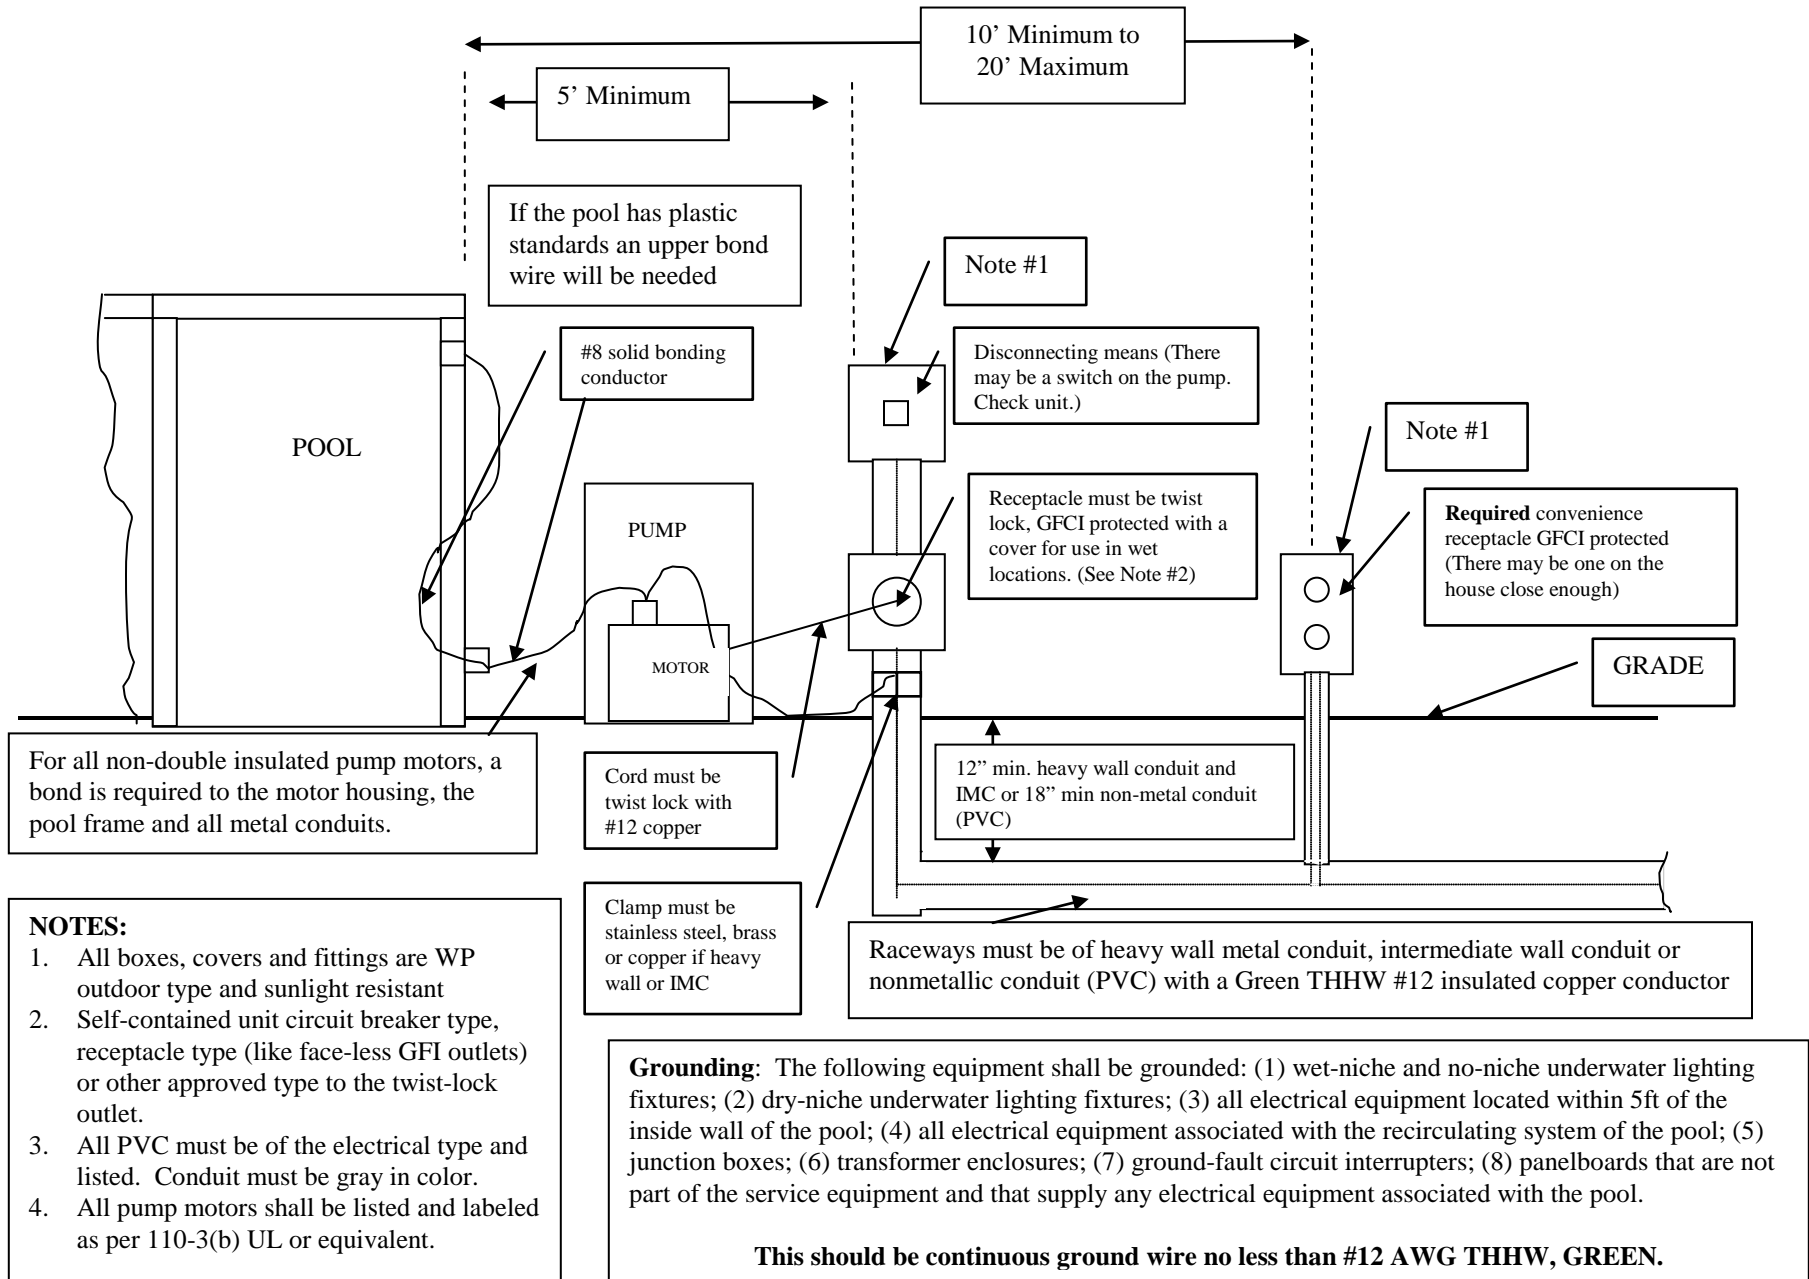 10’ Minimum to
20’ Maximum
5’ Minimum
If the pool has plastic
standards an upper bond
wire will be needed
Note #1
#8 solid bonding
conductor
Disconnecting means (There
may be a switch on the pump.
Check unit.)
Note #1
POOL
PUMP
Receptacle must be twist
lock, GFCI protected with a
cover for use in wet
locations. (See Note #2)
Required convenience
receptacle GFCI protected
(There may be one on the
house close enough)
MOTOR
GRADE
For all non-double insulated pump motors, a
bond is required to the motor housing, the
pool frame and all metal conduits.
Cord must be
twist lock with
#12 copper
12” min. heavy wall conduit and
IMC or 18” min non-metal conduit
(PVC)
Clamp must be
stainless steel, brass
or copper if heavy
wall or IMC
Raceways must be of heavy wall metal conduit, intermediate wall conduit or
nonmetallic conduit (PVC) with a Green THHW #12 insulated copper conductor
NOTES:
1. All boxes, covers and fittings are WP
outdoor type and sunlight resistant
2. Self-contained unit circuit breaker type,
receptacle type (like face-less GFI outlets)
or other approved type to the twist-lock
outlet.
3. All PVC must be of the electrical type and
listed. Conduit must be gray in color.
4. All pump motors shall be listed and labeled
as per 110-3(b) UL or equivalent.
Grounding: The following equipment shall be grounded: (1) wet-niche and no-niche underwater lighting
fixtures; (2) dry-niche underwater lighting fixtures; (3) all electrical equipment located within 5ft of the
inside wall of the pool; (4) all electrical equipment associated with the recirculating system of the pool; (5)
junction boxes; (6) transformer enclosures; (7) ground-fault circuit interrupters; (8) panelboards that are not
part of the service equipment and that supply any electrical equipment associated with the pool.
This should be continuous ground wire no less than #12 AWG THHW, GREEN.